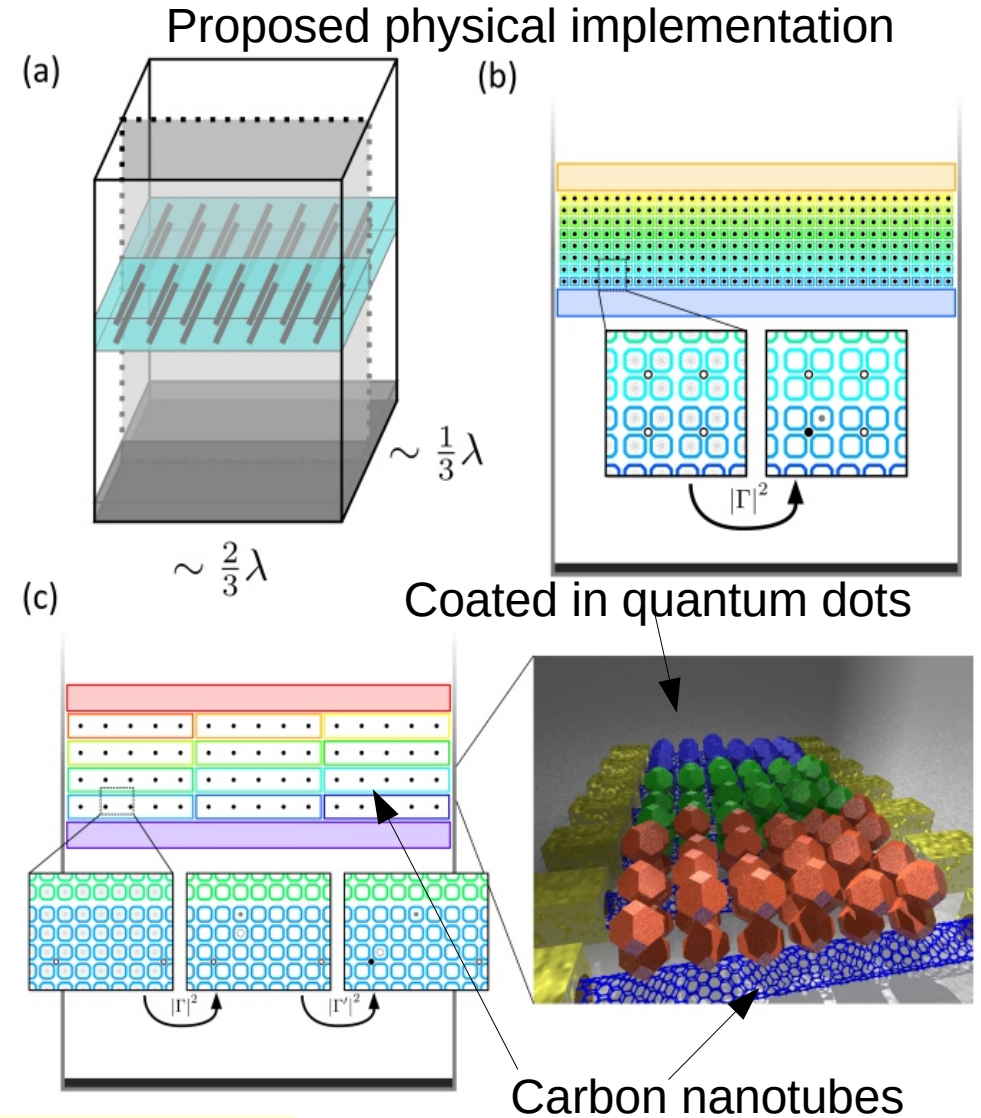 Proposed physical implementation
(a)
(b)
∼ 1/3 λ
∼ 2/3 λ
|Γ|²
(c)
Coated in quantum dots
|Γ|²
|Γ′|²
Carbon nanotubes